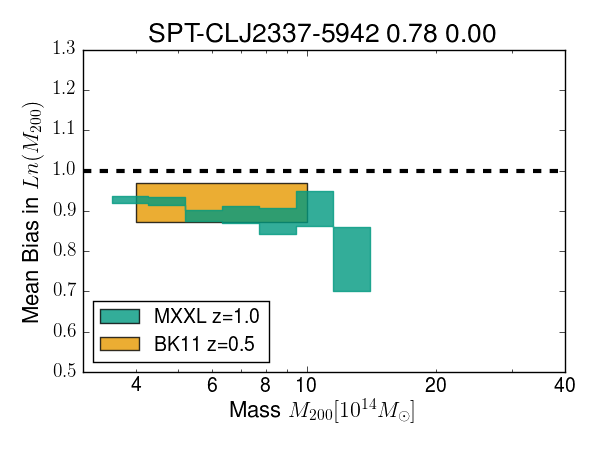 SPT-CLJ2337-5942 0.78 0.00
1.3
1.2
1.1
1.0
0.9
0.8
0.7
0.6
0.5
Mean Bias in Ln(M₂₀₀)
MXXL z=1.0
BK11 z=0.5
4 6 8 10 20 40
Mass M₂₀₀[10¹⁴M☉]